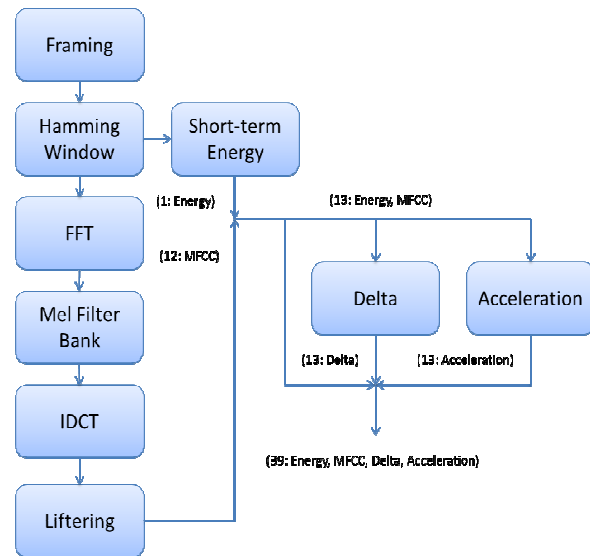 Framing
Hamming
Window
Short-term
Energy
(1: Energy)
(13: Energy, MFCC)
FFT
(12: MFCC)
Delta
Acceleration
Mel Filter
Bank
(13: Delta)
(13: Acceleration)
IDCT
(39: Energy, MFCC, Delta, Acceleration)
Liftering